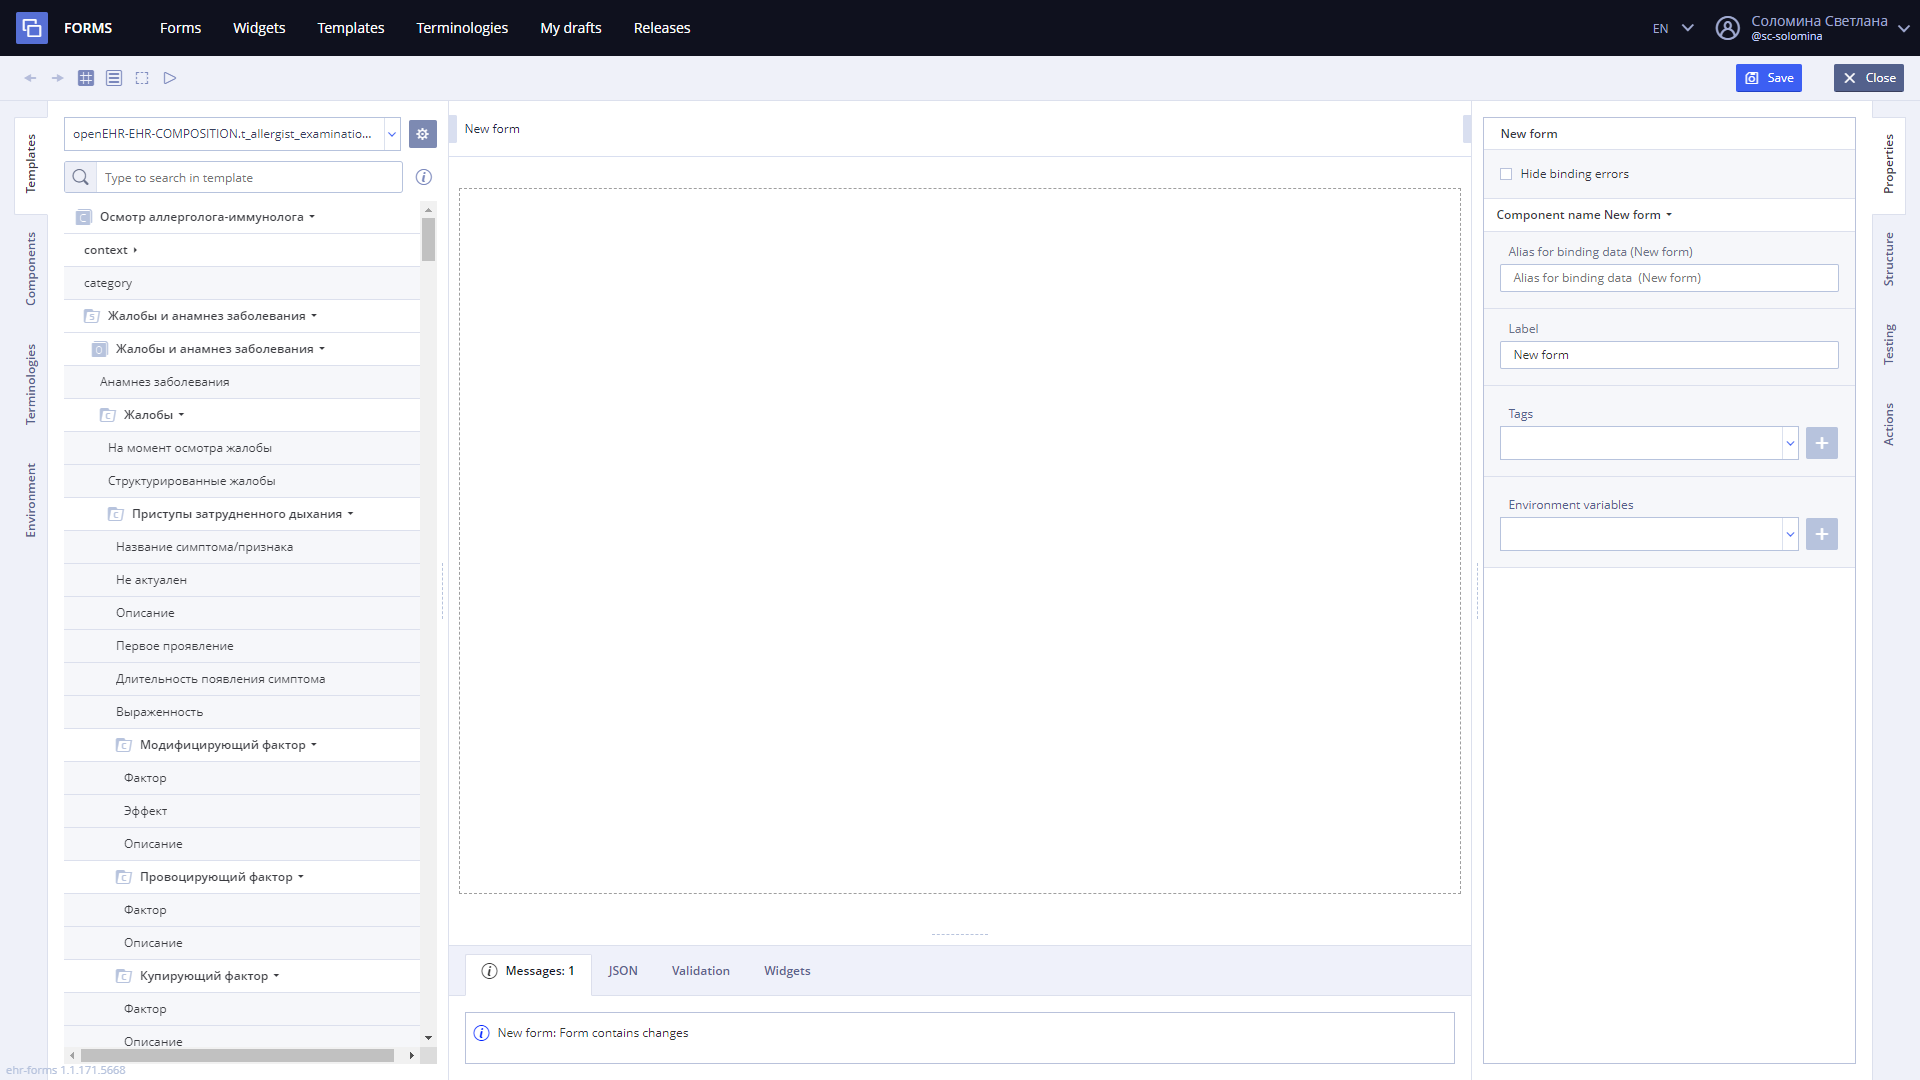 FORMS
Forms
Widgets
Templates
Terminologies
My drafts
Releases
EN
Соломина Светлана
@sc-solomina
Save
Close
Templates
Components
Terminologies
Environment
openEHR-EHR-COMPOSITION.t_allergist_examinatio...
Type to search in template
C Осмотр аллерголога-иммунолога
context
category
S Жалобы и анамнез заболевания
O Жалобы и анамнез заболевания
Анамнез заболевания
C Жалобы
На момент осмотра жалобы
Структурированные жалобы
C Приступы затрудненного дыхания
Название симптома/признака
Не актуален
Описание
Первое проявление
Длительность появления симптома
Выраженность
C Модифицирующий фактор
Фактор
Эффект
Описание
C Провоцирующий фактор
Фактор
Описание
C Купирующий фактор
Фактор
Описание
ehr-forms 1.1.171.5668
New form
Messages: 1
JSON
Validation
Widgets
New form: Form contains changes
New form
Hide binding errors
Component name New form
Alias for binding data (New form)
Alias for binding data (New form)
Label
New form
Tags
Environment variables
Properties
Structure
Testing
Actions